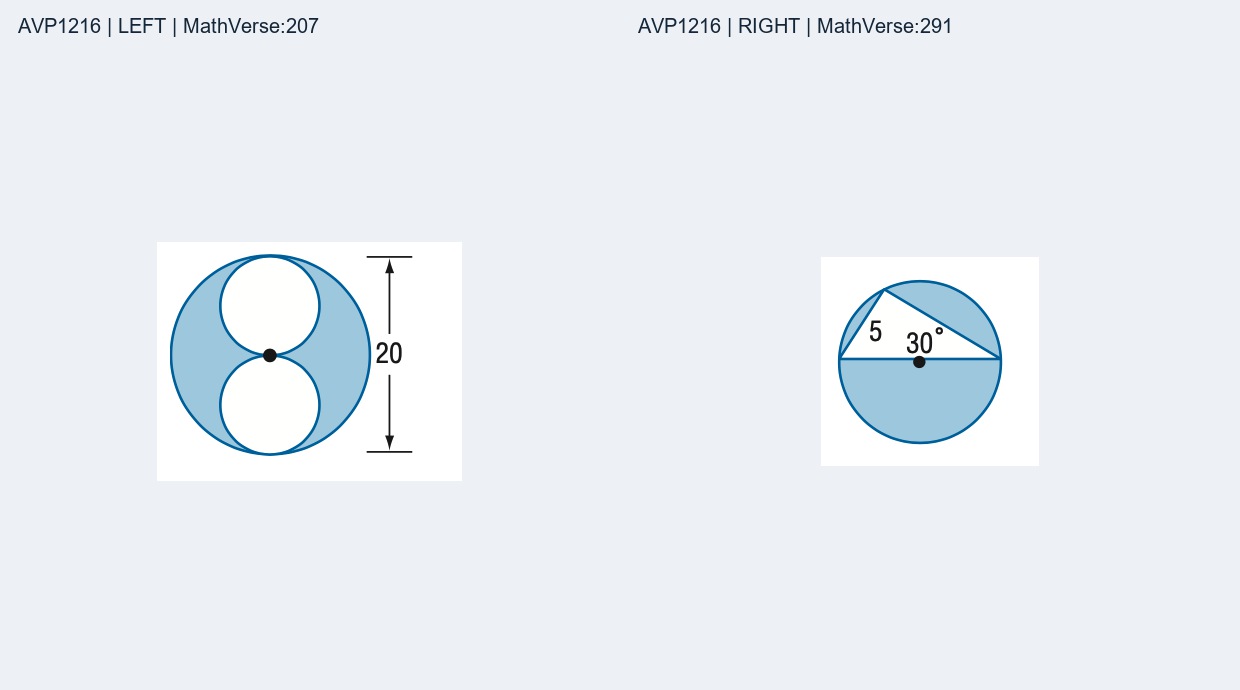 AVP1216 | LEFT | MathVerse:207
AVP1216 | RIGHT | MathVerse:291
20
5
30°